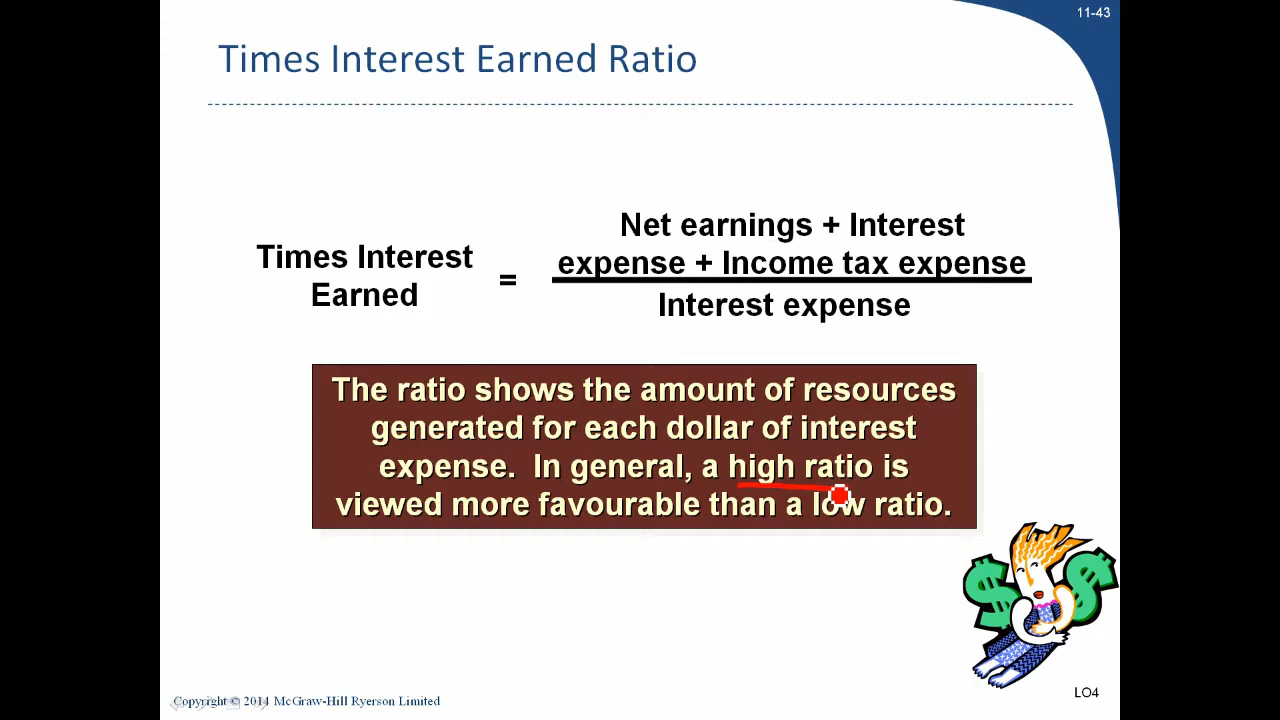 11-43
Times Interest Earned Ratio
Times Interest
Earned
=
Net earnings + Interest
expense + Income tax expense
Interest expense
The ratio shows the amount of resources
generated for each dollar of interest
expense. In general, a high ratio is
viewed more favourable than a low ratio.
$ $
Copyright © 2014 McGraw-Hill Ryerson Limited
LO4